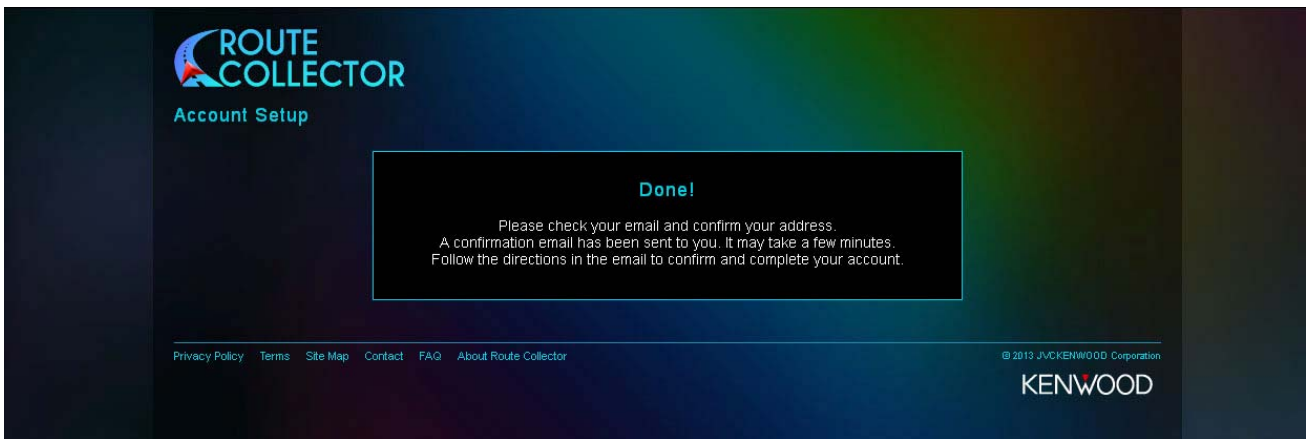 ROUTE
COLLECTOR
Account Setup
Done!
Please check your email and confirm your address.
A confirmation email has been sent to you. It may take a few minutes.
Follow the directions in the email to confirm and complete your account.
Privacy Policy Terms Site Map Contact FAQ About Route Collector
© 2013 JVCKENWOOD Corporation
KENWOOD